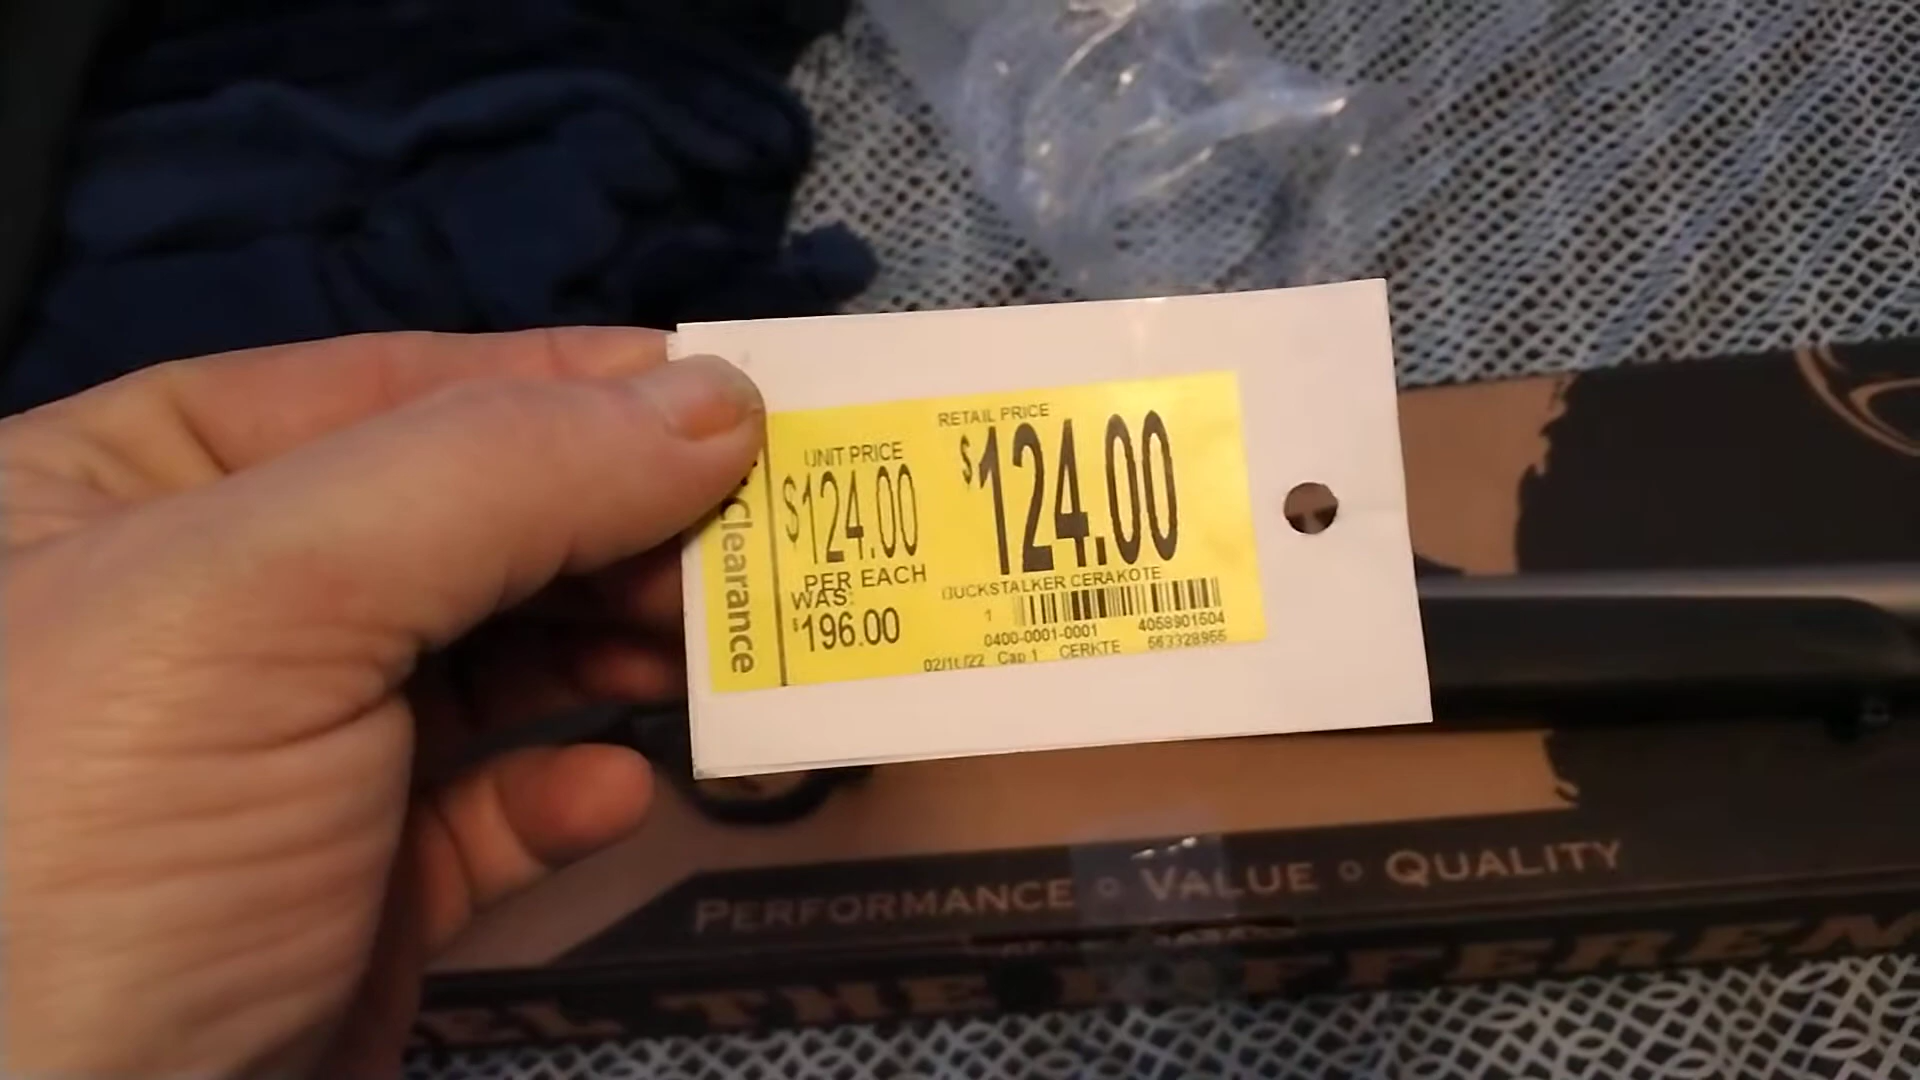 Clearance
UNIT PRICE
$124.00
PER EACH
WAS:
$196.00
RETAIL PRICE
$124.00
BUCKSTALKER CERAKOTE
1
0400-0001-0001
4058901504
563328955
Cap 1 CERKTE
PERFORMANCE ° VALUE ° QUALITY
THE